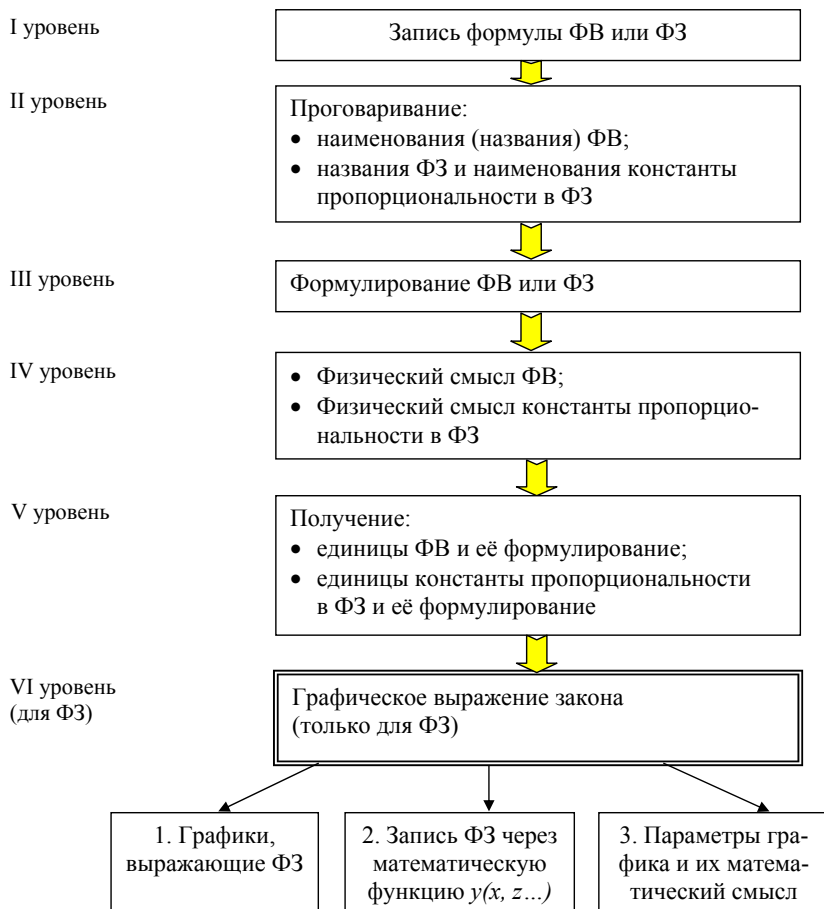 I уровень
Запись формулы ФВ или ФЗ
II уровень
Проговаривание:
• наименования (названия) ФВ;
• названия ФЗ и наименования константы
пропорциональности в ФЗ
III уровень
Формулирование ФВ или ФЗ
IV уровень
• Физический смысл ФВ;
• Физический смысл константы пропорцио-
нальности в ФЗ
V уровень
Получение:
• единицы ФВ и её формулирование;
• единицы константы пропорциональности
в ФЗ и её формулирование
VI уровень
(для ФЗ)
Графическое выражение закона
(только для ФЗ)
1. Графики,
выражающие ФЗ
2. Запись ФЗ через
математическую
функцию y(x, z…)
3. Параметры гра-
фика и их матема-
тический смысл